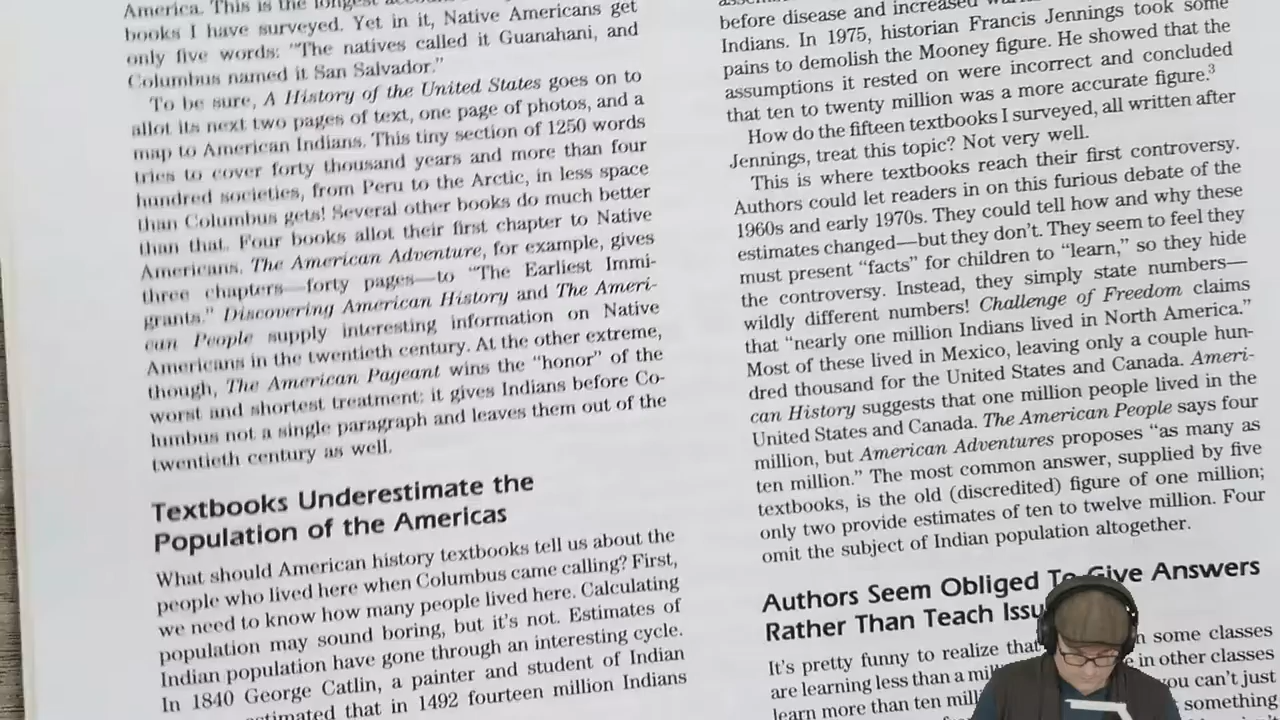 America. This is the longest
books I have surveyed. Yet in it, Native Americans get
only five words: "The natives called it Guanahani, and
Columbus named it San Salvador."
To be sure, A History of the United States goes on to
allot its next two pages of text, one page of photos, and a
map to American Indians. This tiny section of 1250 words
tries to cover forty thousand years and more than four
hundred societies, from Peru to the Arctic, in less space
than Columbus gets! Several other books do much better
than that. Four books allot their first chapter to Native
Americans. The American Adventure, for example, gives
three chapters—forty pages—to "The Earliest Immi-
grants." Discovering American History and The Ameri-
can People supply interesting information on Native
Americans in the twentieth century. At the other extreme,
though, The American Pageant wins the "honor" of the
worst and shortest treatment; it gives Indians before Co-
lumbus not a single paragraph and leaves them out of the
twentieth century as well.
Textbooks Underestimate the
Population of the Americas
What should American history textbooks tell us about the
people who lived here when Columbus came calling? First,
we need to know how many people lived here. Calculating
population may sound boring, but it's not. Estimates of
Indian population have gone through an interesting cycle.
In 1840 George Catlin, a painter and student of Indian
that in 1492 fourteen million Indians
before disease and increased
Indians. In 1975, historian Francis Jennings took some
pains to demolish the Mooney figure. He showed that the
assumptions it rested on were incorrect and concluded
that ten to twenty million was a more accurate figure.³
How do the fifteen textbooks I surveyed, all written after
Jennings, treat this topic? Not very well.
This is where textbooks reach their first controversy.
Authors could let readers in on this furious debate of the
1960s and early 1970s. They could tell how and why these
estimates changed—but they don't. They seem to feel they
must present "facts" for children to "learn," so they hide
the controversy. Instead, they simply state numbers—
wildly different numbers! Challenge of Freedom claims
that "nearly one million Indians lived in North America."
Most of these lived in Mexico, leaving only a couple hun-
dred thousand for the United States and Canada. Ameri-
can History suggests that one million people lived in the
United States and Canada. The American People says four
million, but American Adventures proposes "as many as
ten million." The most common answer, supplied by five
textbooks, is the old (discredited) figure of one million;
only two provide estimates of ten to twelve million. Four
omit the subject of Indian population altogether.
Authors Seem Obliged To Give Answers
Rather Than Teach
It's pretty funny to realize that some classes
are learning less than a in other classes
learn more than ten you can't just
something